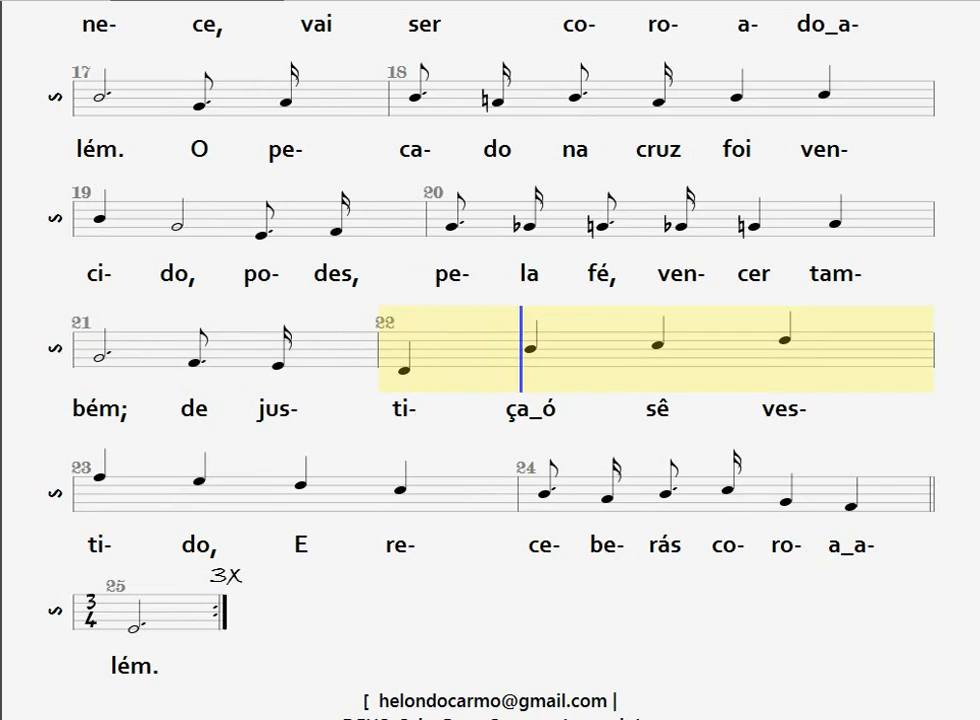 ne- ce, vai ser co- ro- a- do_a-
17 18
lém. O pe- ca- do na cruz foi ven-
19 20
ci- do, po- des, pe- la fé, ven- cer tam-
21 22
bém; de jus- ti- ça_ó sê ves-
23 24
ti- do, E re- ce- be- rás co- ro- a_a-
25 3X
3
4
lém.
[ helondocarmo@gmail.com |